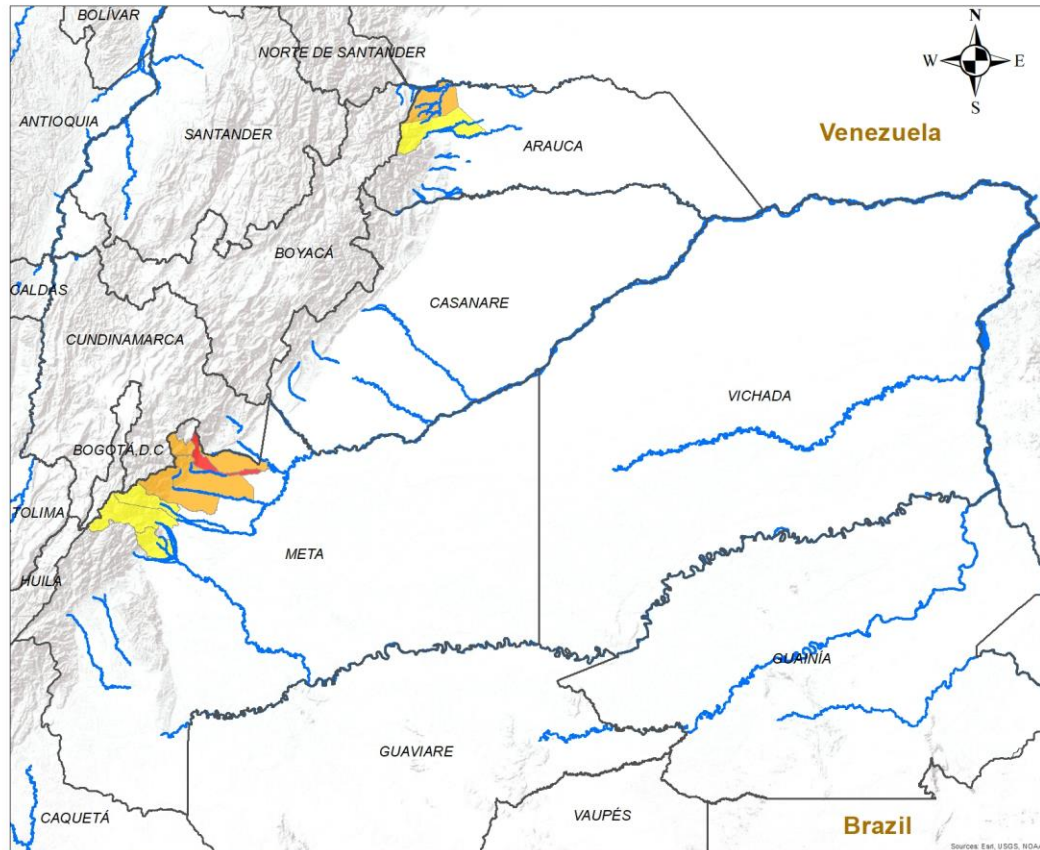 BOLÍVAR
N
NORTE DE SANTANDER
W
E
S
ANTIOQUIA
SANTANDER
Venezuela
ARAUCA
BOYACÁ
CALDAS
CASANARE
CUNDINAMARCA
VICHADA
BOGOTÁ, D.C
TOLIMA
META
HUILA
GUAINÍA
GUAVIARE
CAQUETÁ
VAUPÉS
Brazil
Sources: Esri, USGS, NOAA